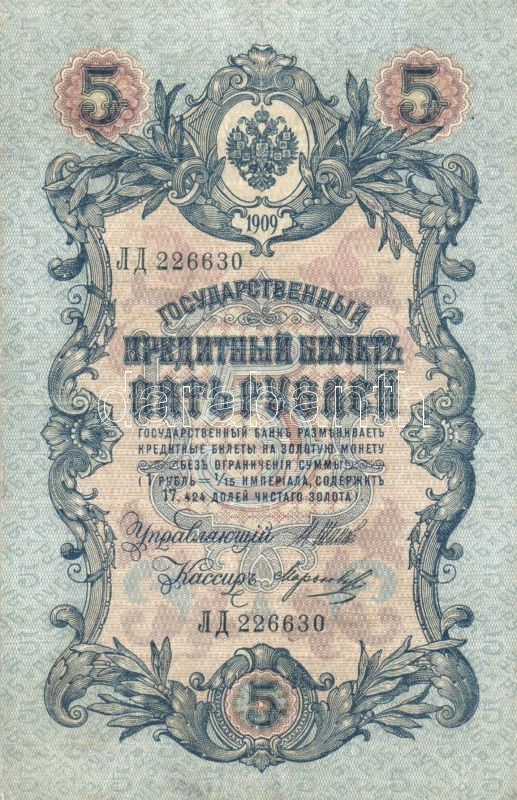 5 5
1909
ЛД 226630
ГОСУДАРСТВЕННЫЙ
КРЕДИТНЫЙ БИЛЕТЪ
ПЯТЬ РУБЛЕЙ
ГОСУДАРСТВЕННЫЙ БАНКЪ РАЗМѢНИВАЕТЪ
КРЕДИТНЫЕ БИЛЕТЫ НА ЗОЛОТУЮ МОНЕТУ
БЕЗЪ ОГРАНИЧЕНІЯ СУММЫ
(1 РУБЛЬ = 1/15 ИМПЕРІАЛА, СОДЕРЖИТЪ
17,424 ДОЛЕЙ ЧИСТАГО ЗОЛОТА).
Управляющій
Кассиръ
ЛД 226630
5